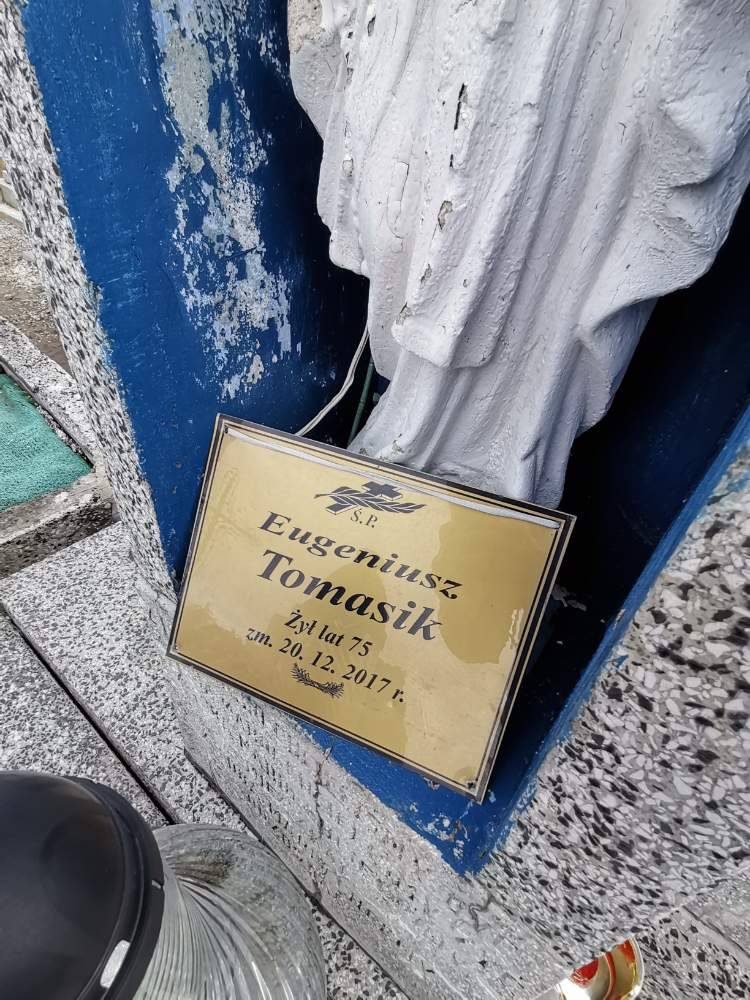 Ś.P.
Eugeniusz
Tomasik
Żył lat 75
zm. 20. 12. 2017 r.